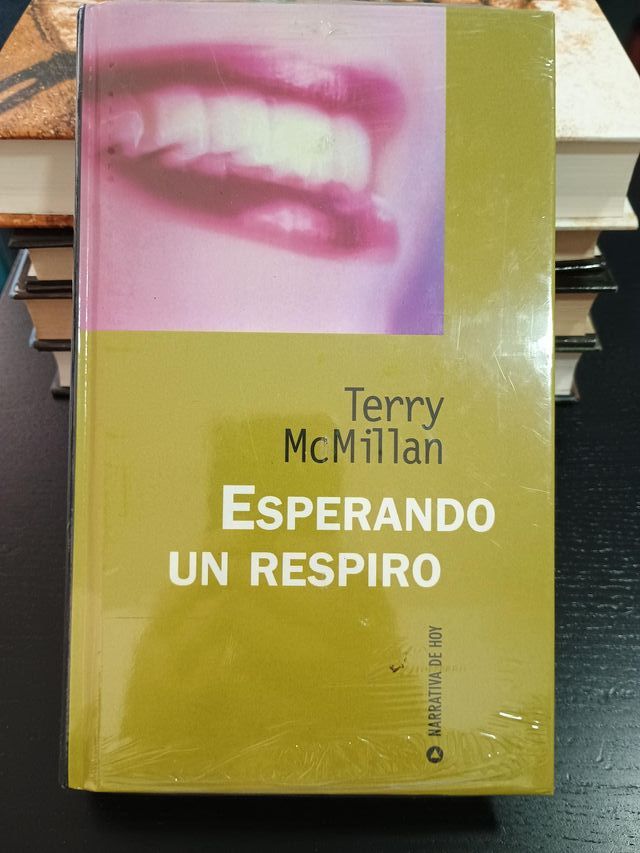 Terry
McMillan
ESPERANDO
UN RESPIRO
NARRATIVA DE HOY